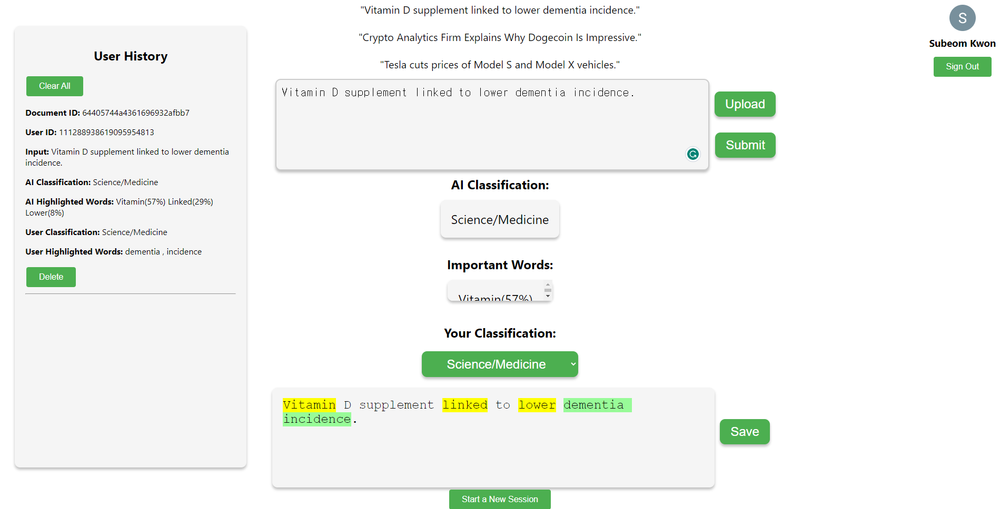 User History
Clear All
Document ID: 64405744a4361696932afbb7
User ID: 111288938619095954813
Input: Vitamin D supplement linked to lower dementia
incidence.
AI Classification: Science/Medicine
AI Highlighted Words: Vitamin(57%) Linked(29%)
Lower(8%)
User Classification: Science/Medicine
User Highlighted Words: dementia , incidence
Delete
"Vitamin D supplement linked to lower dementia incidence."
"Crypto Analytics Firm Explains Why Dogecoin Is Impressive."
"Tesla cuts prices of Model S and Model X vehicles."
Vitamin D supplement linked to lower dementia incidence.
Upload
Submit
AI Classification:
Science/Medicine
Important Words:
Vitamin(57%)
Your Classification:
Science/Medicine
Vitamin D supplement linked to lower dementia
incidence.
Save
Start a New Session
S
Subeom Kwon
Sign Out